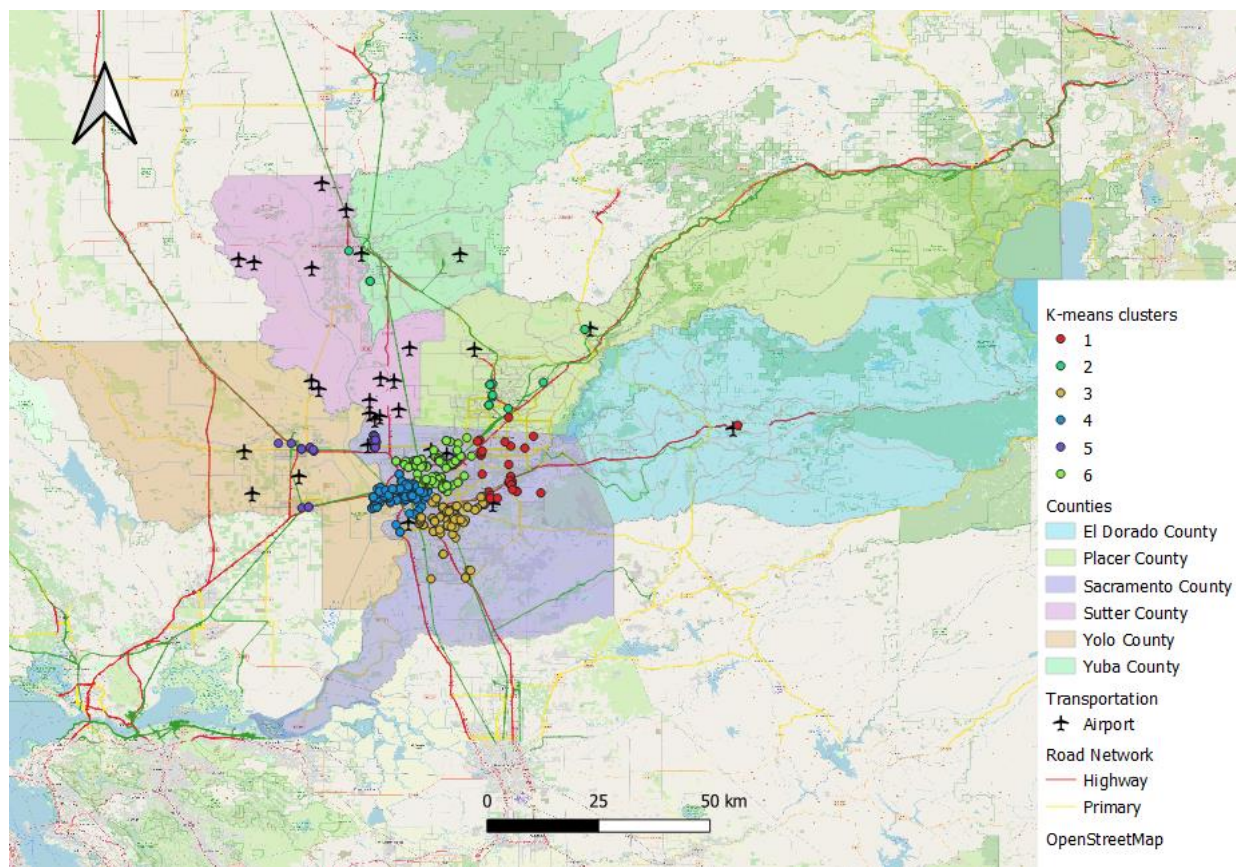 K-means clusters
1
2
3
4
5
6
Counties
El Dorado County
Placer County
Sacramento County
Sutter County
Yolo County
Yuba County
Transportation
Airport
Road Network
Highway
Primary
OpenStreetMap
0 25 50 km